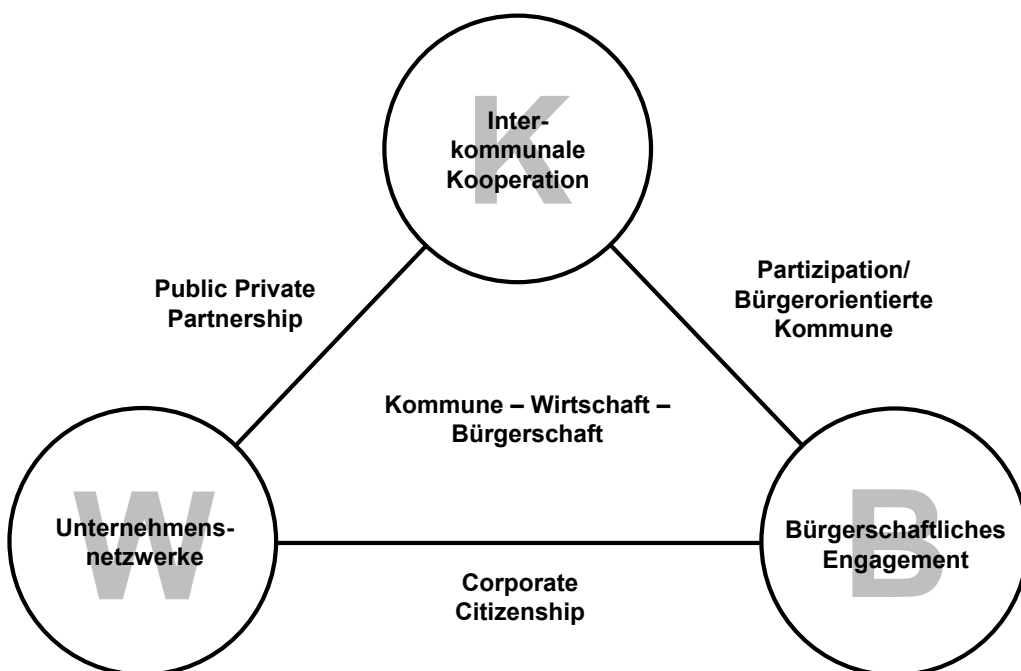 K
Inter-
kommunale
Kooperation
Public Private
Partnership
Partizipation/
Bürgerorientierte
Kommune
Kommune – Wirtschaft –
Bürgerschaft
W
Unternehmens-
netzwerke
B
Bürgerschaftliches
Engagement
Corporate
Citizenship